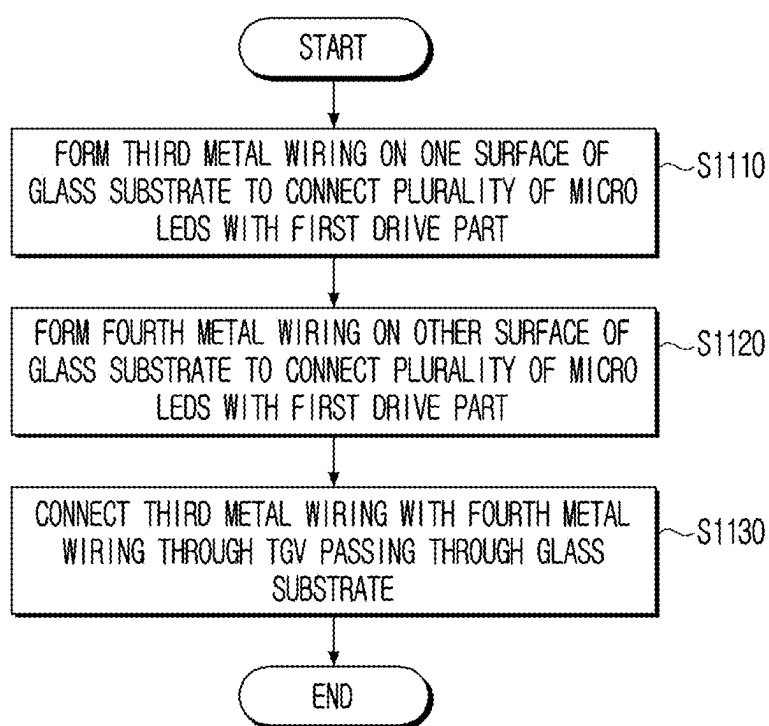 START
FORM THIRD METAL WIRING ON ONE SURFACE OF
GLASS SUBSTRATE TO CONNECT PLURALITY OF MICRO
LEDS WITH FIRST DRIVE PART
S1110
FORM FOURTH METAL WIRING ON OTHER SURFACE OF
GLASS SUBSTRATE TO CONNECT PLURALITY OF MICRO
LEDS WITH FIRST DRIVE PART
S1120
CONNECT THIRD METAL WIRING WITH FOURTH METAL
WIRING THROUGH TGV PASSING THROUGH GLASS
SUBSTRATE
S1130
END